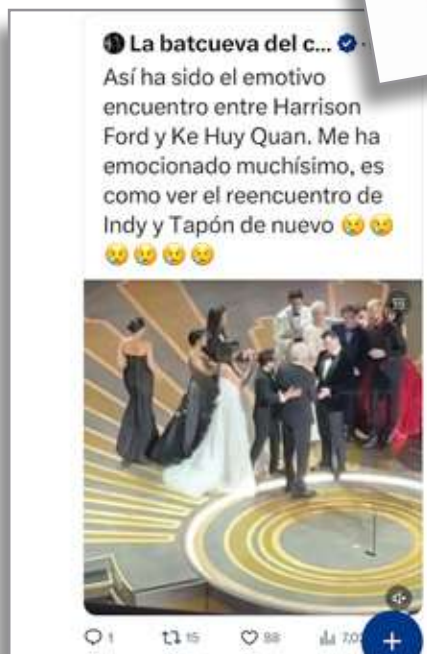 La batcueva del c...
Así ha sido el emotivo
encuentro entre Harrison
Ford y Ke Huy Quan. Me ha
emocionado muchísimo, es
como ver el reencuentro de
Indy y Tapón de nuevo 😢 😢
😢 😢 😢 😢
1 15 88